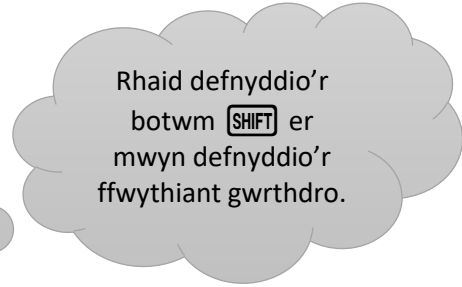 Rhaid defnyddio’r
botwm SHIFT er
mwyn defnyddio’r
ffwythiant gwrthdro.